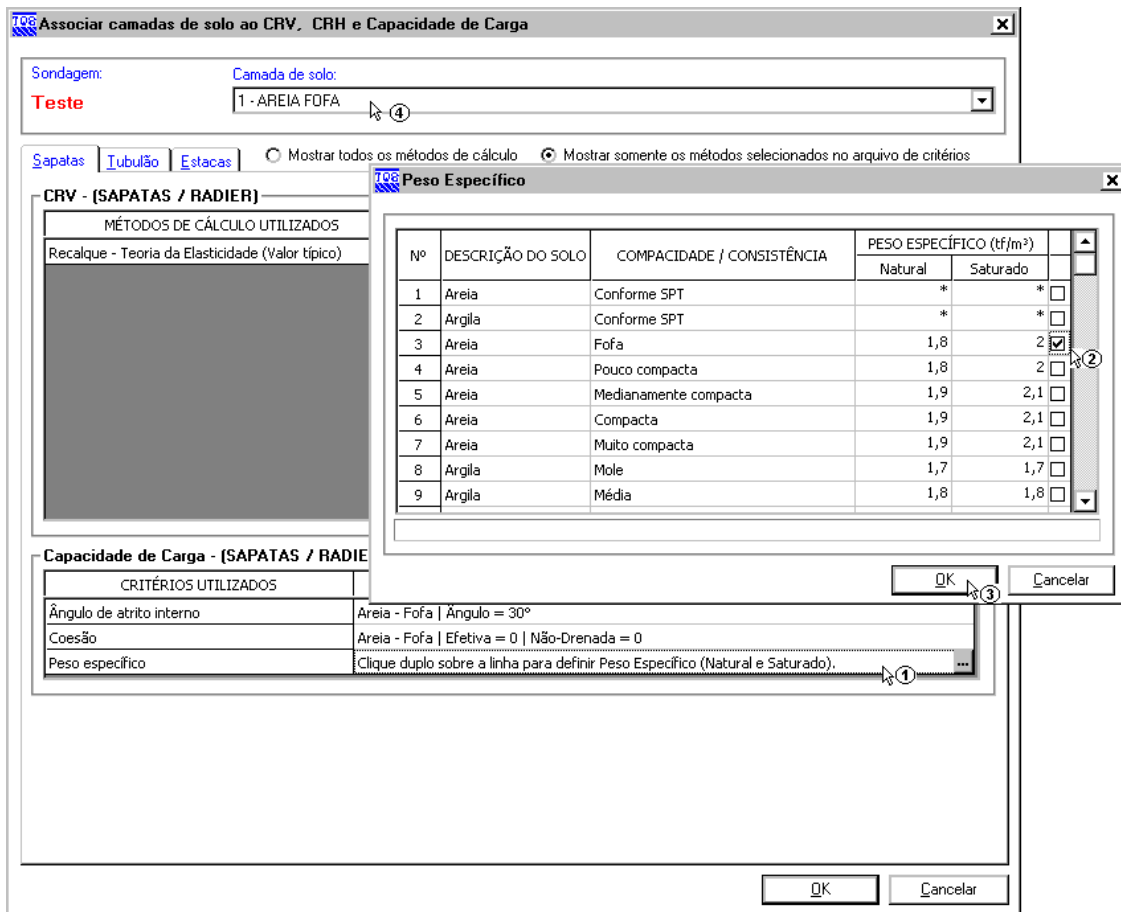 TQS Associar camadas de solo ao CRV, CRH e Capacidade de Carga
Sondagem: Camada de solo:
Teste 1 - AREIA FOFA 4
Sapatas Tubulão Estacas Mostrar todos os métodos de cálculo Mostrar somente os métodos selecionados no arquivo de critérios
CRV - (SAPATAS / RADIER)
MÉTODOS DE CÁLCULO UTILIZADOS
Recalque - Teoria da Elasticidade (Valor típico)
TQS Peso Específico
Nº DESCRIÇÃO DO SOLO COMPACIDADE / CONSISTÊNCIA PESO ESPECÍFICO (tf/m³)
Natural Saturado
1 Areia Conforme SPT * *
2 Argila Conforme SPT * *
3 Areia Fofa 1,8 2 2
4 Areia Pouco compacta 1,8 2
5 Areia Medianamente compacta 1,9 2,1
6 Areia Compacta 1,9 2,1
7 Areia Muito compacta 1,9 2,1
8 Argila Mole 1,7 1,7
9 Argila Média 1,8 1,8
OK 3 Cancelar
Capacidade de Carga - (SAPATAS / RADIE
CRITÉRIOS UTILIZADOS
Ângulo de atrito interno Areia - Fofa | Ângulo = 30°
Coesão Areia - Fofa | Efetiva = 0 | Não-Drenada = 0
Peso específico Clique duplo sobre a linha para definir Peso Específico (Natural e Saturado). ... 1
OK Cancelar